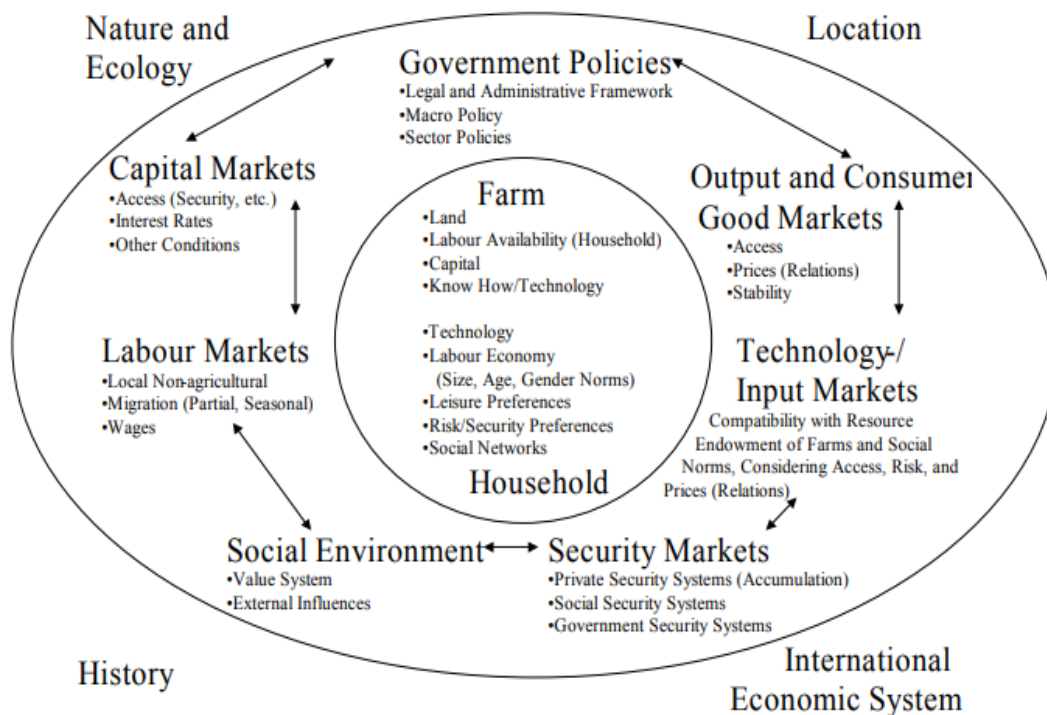 Nature and
Ecology
Location
Government Policies
•Legal and Administrative Framework
•Macro Policy
•Sector Policies
Capital Markets
•Access (Security, etc.)
•Interest Rates
•Other Conditions
Farm
•Land
•Labour Availability (Household)
•Capital
•Know How/Technology
•Technology
•Labour Economy
(Size, Age, Gender Norms)
•Leisure Preferences
•Risk/Security Preferences
•Social Networks
Household
Output and Consumer
Good Markets
•Access
•Prices (Relations)
•Stability
Labour Markets
•Local Non-agricultural
•Migration (Partial, Seasonal)
•Wages
Technology-/
Input Markets
Compatibility with Resource
Endowment of Farms and Social
Norms, Considering Access, Risk, and
Prices (Relations)
Social Environment
•Value System
•External Influences
Security Markets
•Private Security Systems (Accumulation)
•Social Security Systems
•Government Security Systems
History
International
Economic System